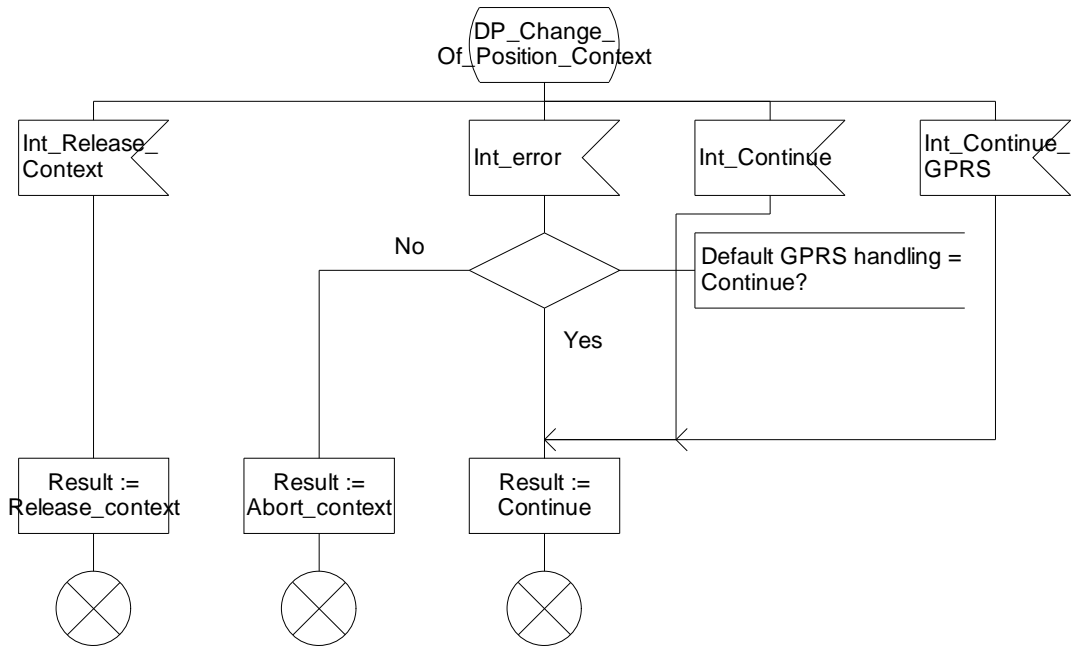 DP_Change_
Of_Position_Context
Int_Release_
Context
Int_error
Int_Continue
Int_Continue_
GPRS
No
Default GPRS handling =
Continue?
Yes
Result :=
Release_context
Result :=
Abort_context
Result :=
Continue